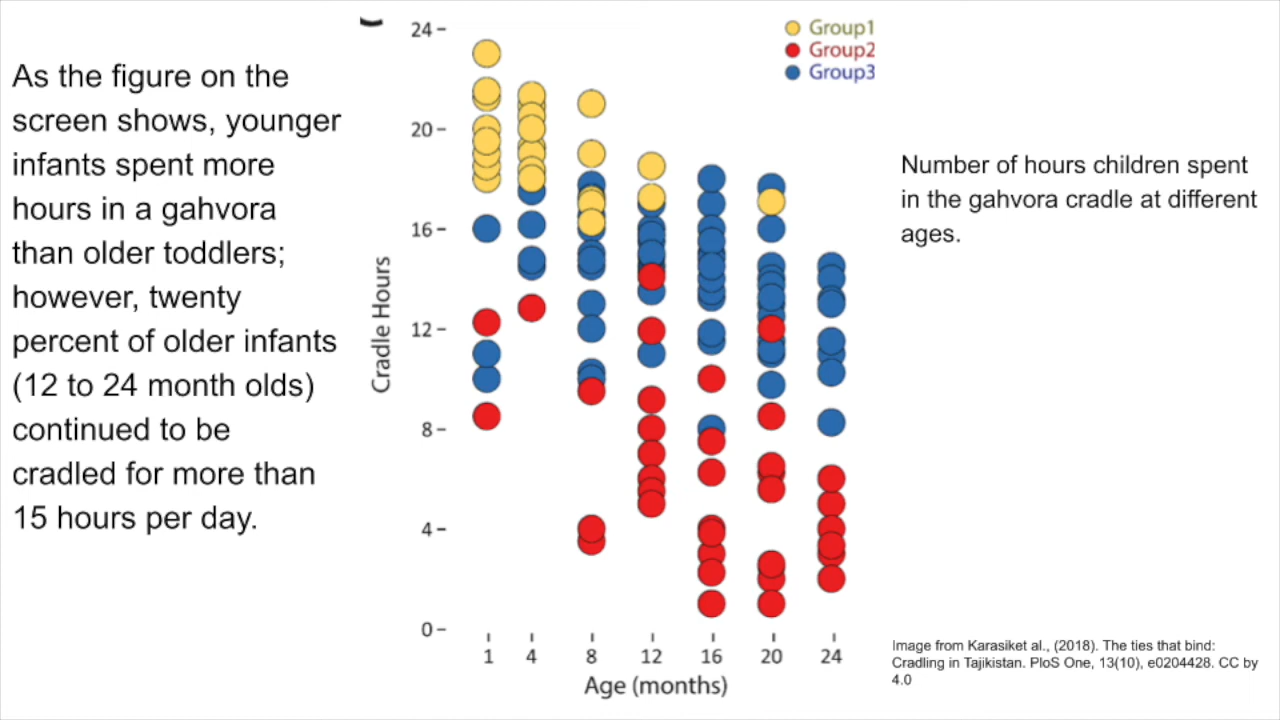 As the figure on the
screen shows, younger
infants spent more
hours in a gahvora
than older toddlers;
however, twenty
percent of older infants
(12 to 24 month olds)
continued to be
cradled for more than
15 hours per day.
Group1
Group2
Group3
24
20
16
12
8
4
0
Cradle Hours
1 4 8 12 16 20 24
Age (months)
Number of hours children spent
in the gahvora cradle at different
ages.
Image from Karasiket al., (2018). The ties that bind:
Cradling in Tajikistan. PloS One, 13(10), e0204428. CC by
4.0